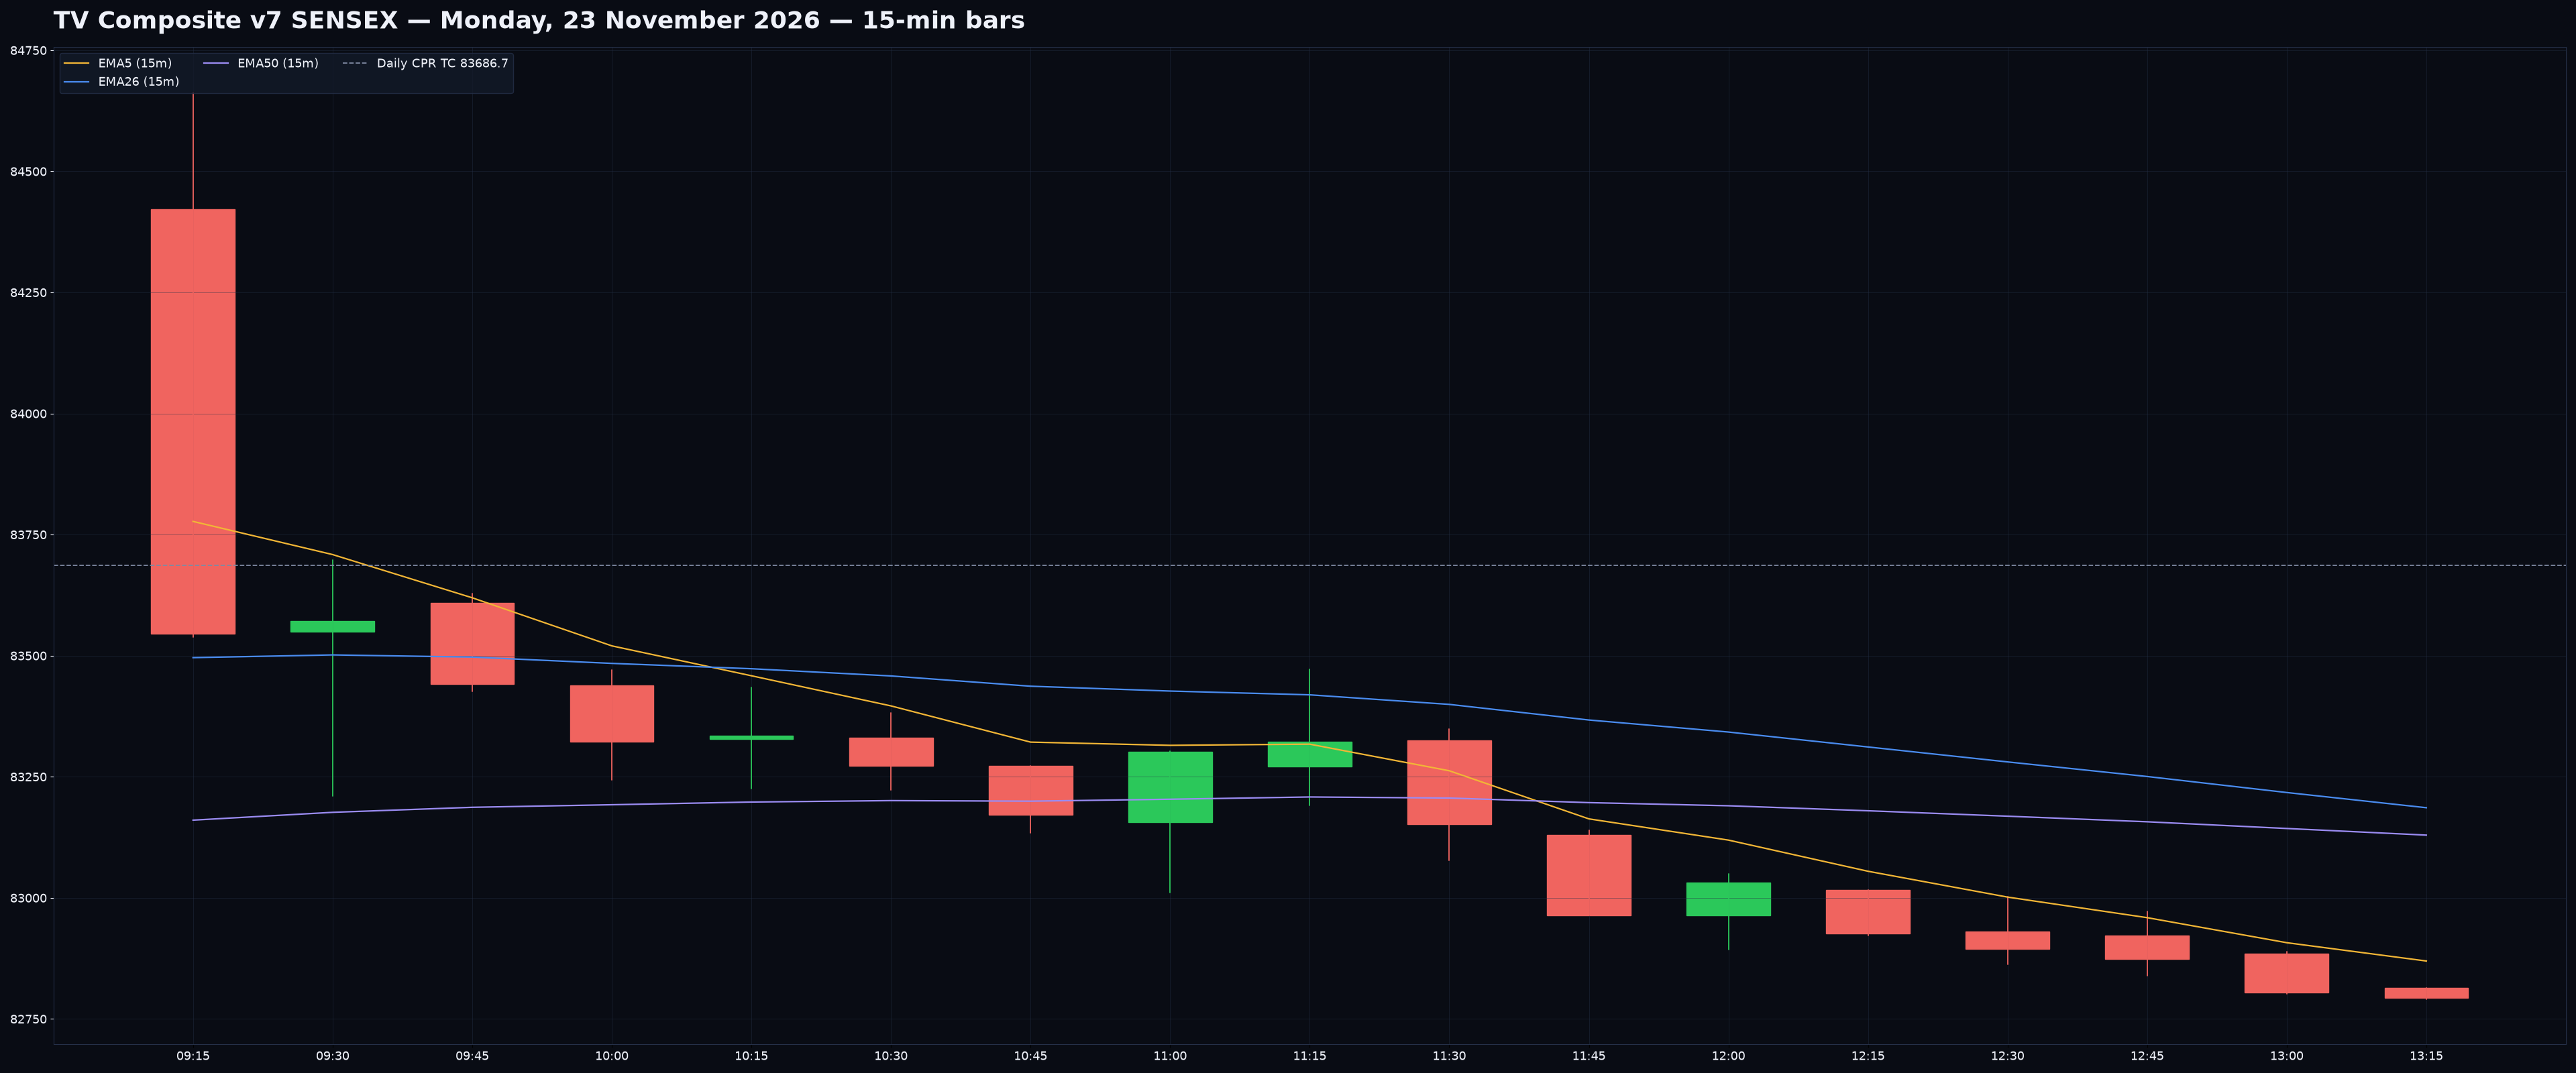 TV Composite v7 SENSEX — Monday, 23 November 2026 — 15-min bars
EMA5 (15m) EMA50 (15m) Daily CPR TC 83686.7
EMA26 (15m)
84750
84500
84250
84000
83750
83500
83250
83000
82750
09:15 09:30 09:45 10:00 10:15 10:30 10:45 11:00 11:15 11:30 11:45 12:00 12:15 12:30 12:45 13:00 13:15